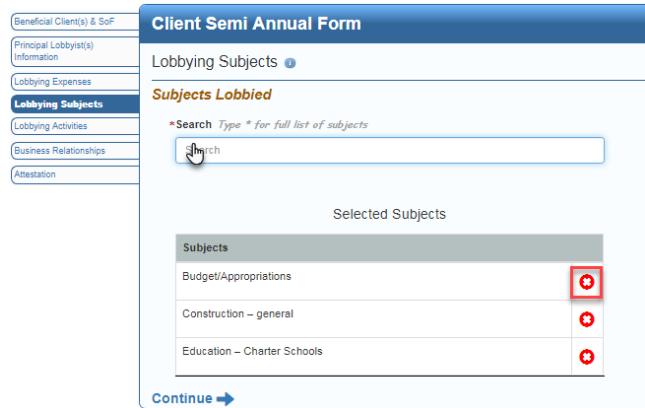 Beneficial Client(s) & SoF
Principal Lobbyist(s)
Information
Lobbying Expenses
Lobbying Subjects
Lobbying Activities
Business Relationships
Attestation
Client Semi Annual Form
Lobbying Subjects
Subjects Lobbied
*Search Type * for full list of subjects
Search
Selected Subjects
Subjects
Budget/Appropriations
Construction – general
Education – Charter Schools
Continue